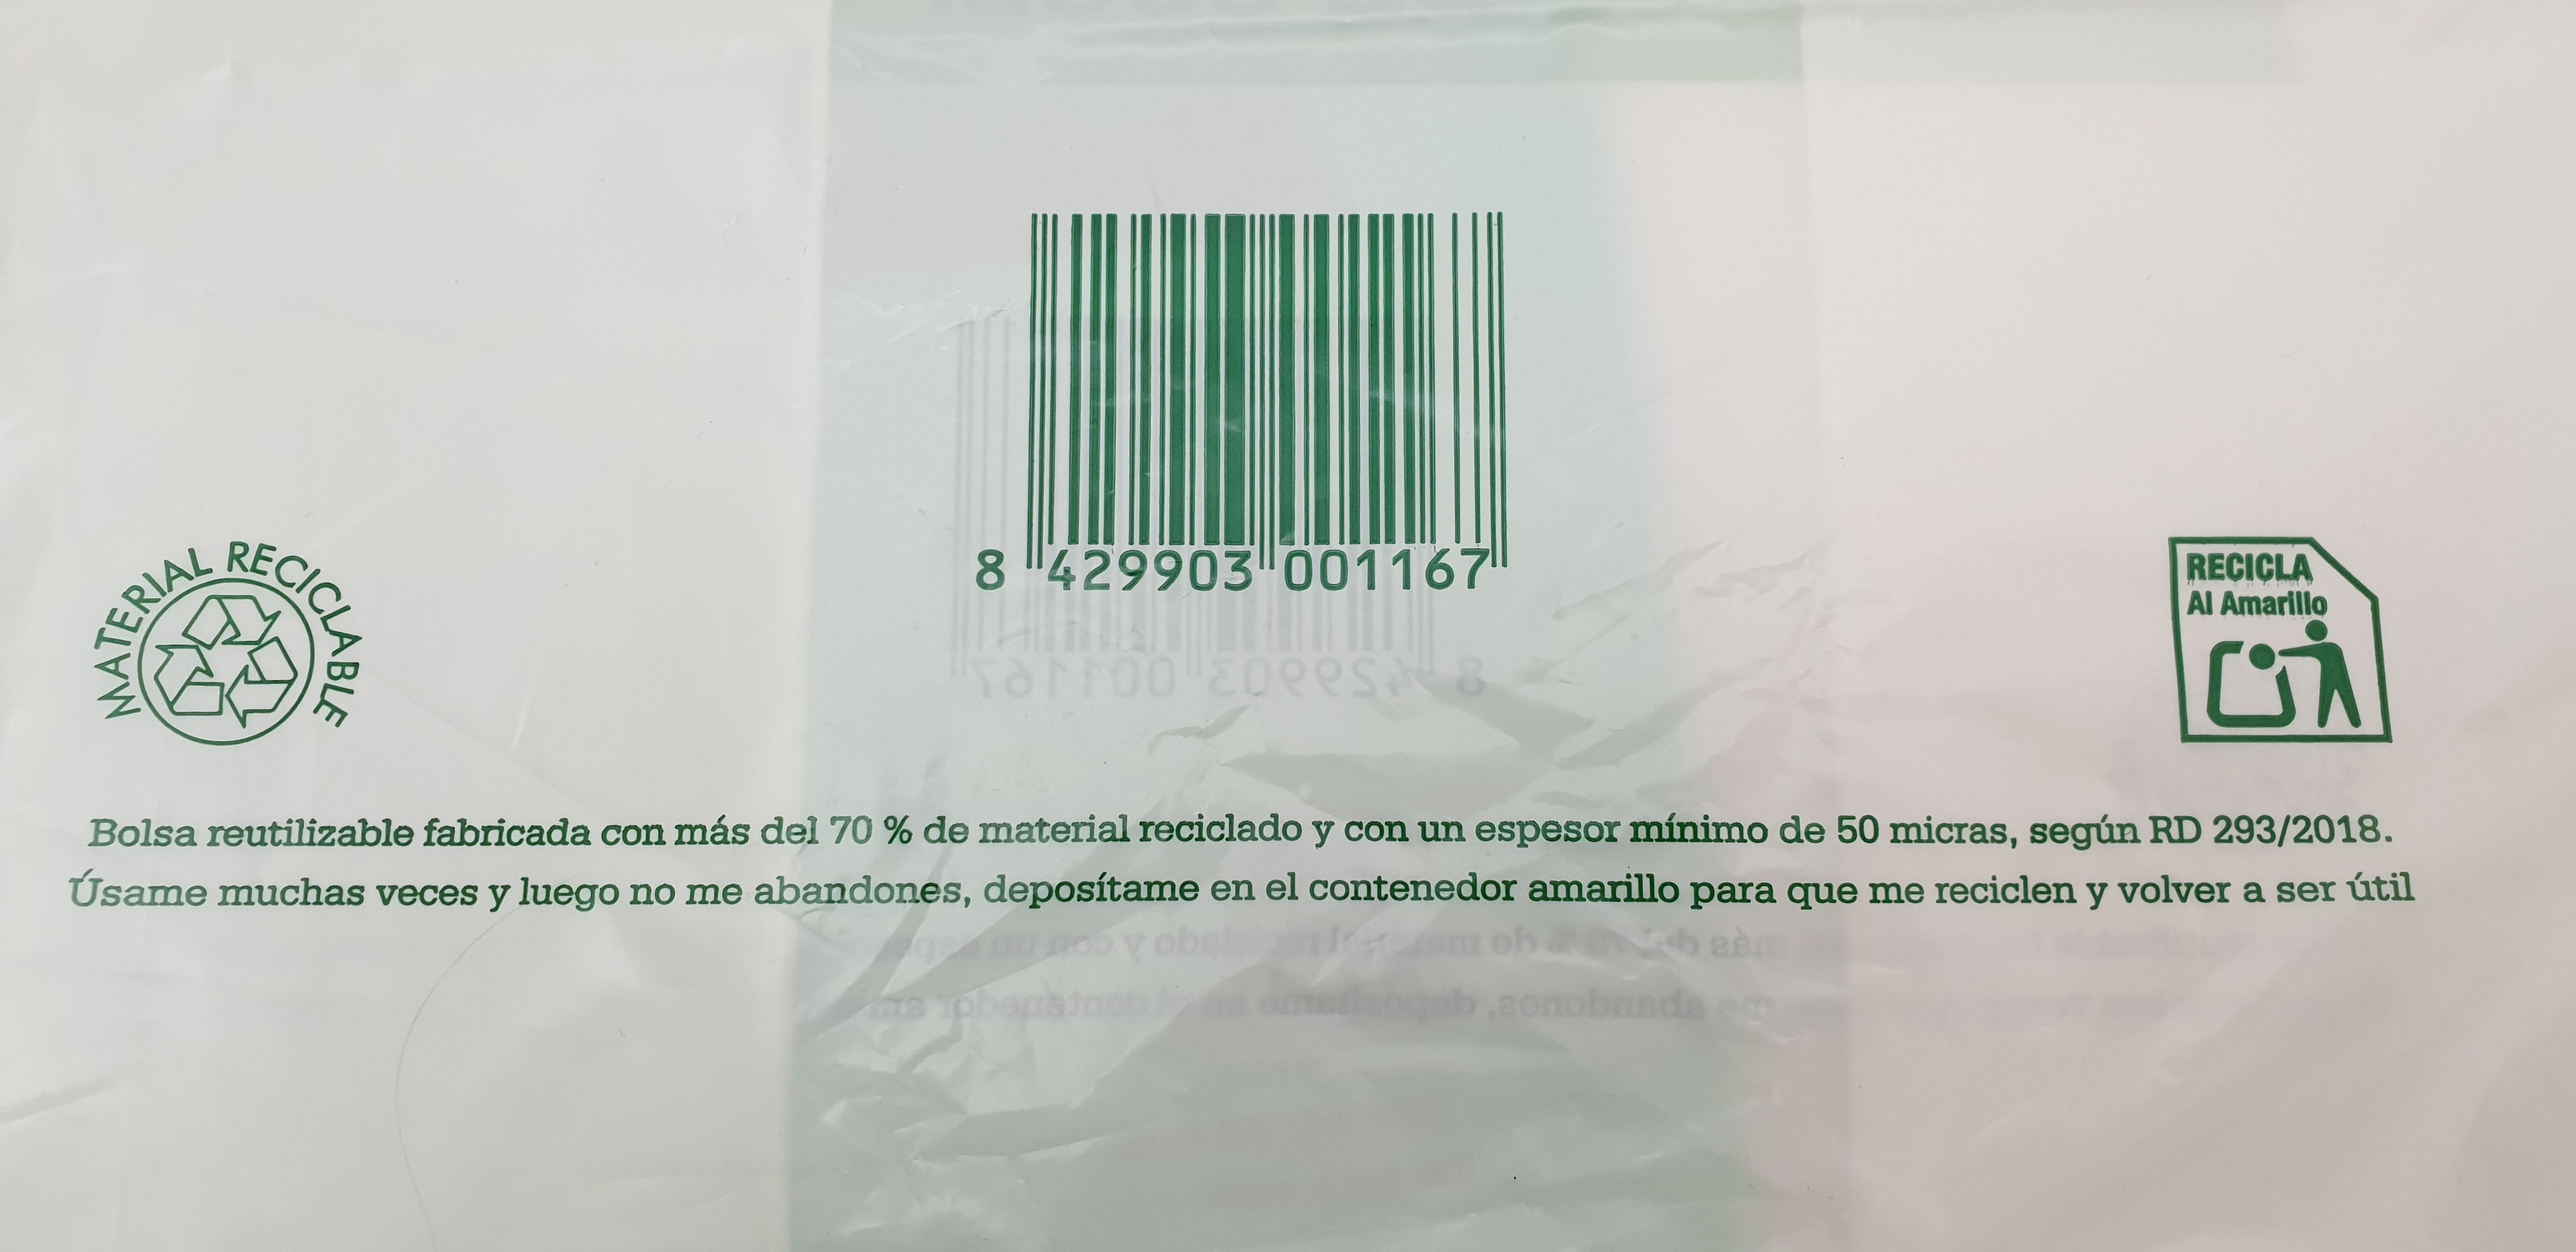 8 429903 001167
MATERIAL RECICLABLE
RECICLA
Al Amarillo
Bolsa reutilizable fabricada con más del 70 % de material reciclado y con un espesor mínimo de 50 micras, según RD 293/2018.
Úsame muchas veces y luego no me abandones, deposítame en el contenedor amarillo para que me reciclen y volver a ser útil